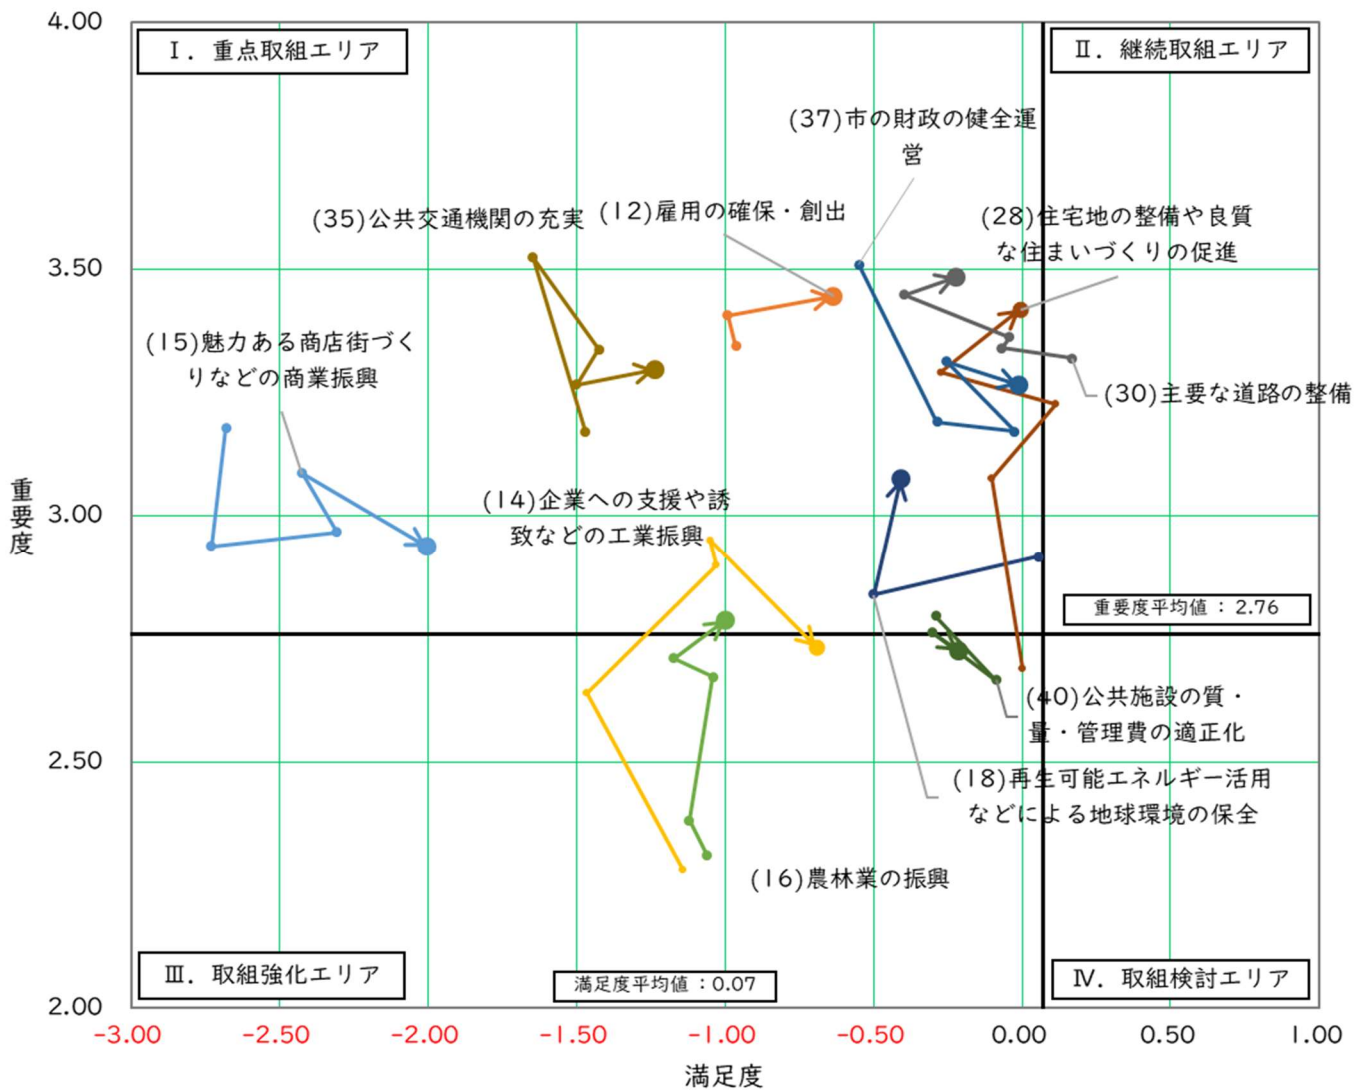 4.00
Ⅰ．重点取組エリア
Ⅱ．継続取組エリア
(37)市の財政の健全運
営
(35)公共交通機関の充実
(12)雇用の確保・創出
(28)住宅地の整備や良質
な住まいづくりの促進
3.50
(15)魅力ある商店街づく
りなどの商業振興
(30)主要な道路の整備
重要度
3.00
(14)企業への支援や誘
致などの工業振興
重要度平均値：2.76
(40)公共施設の質・
量・管理費の適正化
2.50
(18)再生可能エネルギー活用
などによる地球環境の保全
(16)農林業の振興
Ⅲ．取組強化エリア
満足度平均値：0.07
Ⅳ．取組検討エリア
2.00
-3.00 -2.50 -2.00 -1.50 -1.00 -0.50 0.00 0.50 1.00
満足度